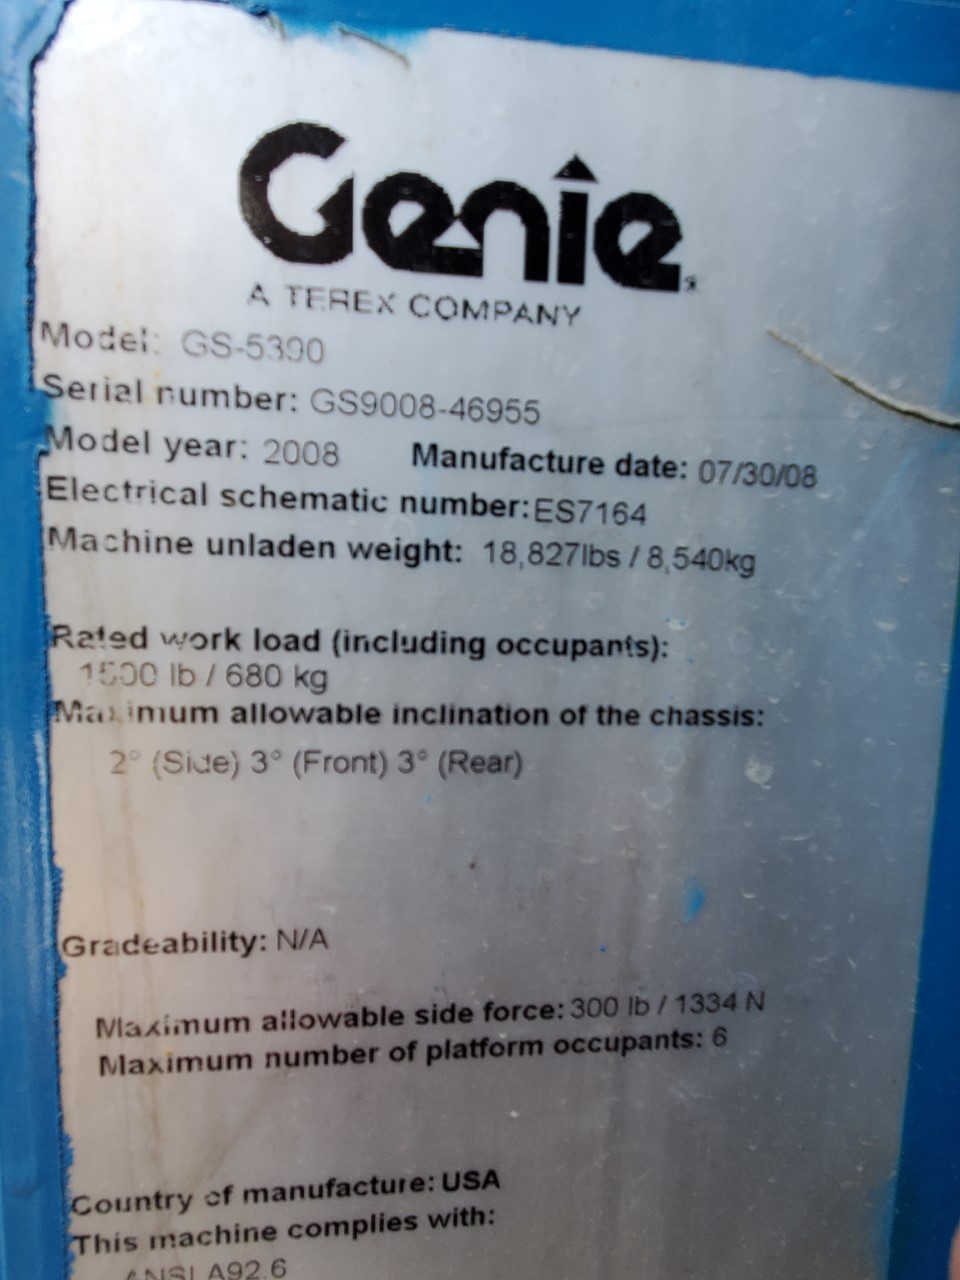 Genie
A TEREX COMPANY
Model: GS-5390
Serial number: GS9008-46955
Model year: 2008 Manufacture date: 07/30/08
Electrical schematic number:ES7164
Machine unladen weight: 18,827lbs / 8,540kg
Rated work load (including occupants):
1500 lb / 680 kg
Maximum allowable inclination of the chassis:
2° (Side) 3° (Front) 3° (Rear)
Gradeability: N/A
Maximum allowable side force: 300 lb / 1334 N
Maximum number of platform occupants: 6
Country of manufacture: USA
This machine complies with:
ANSI A92.6